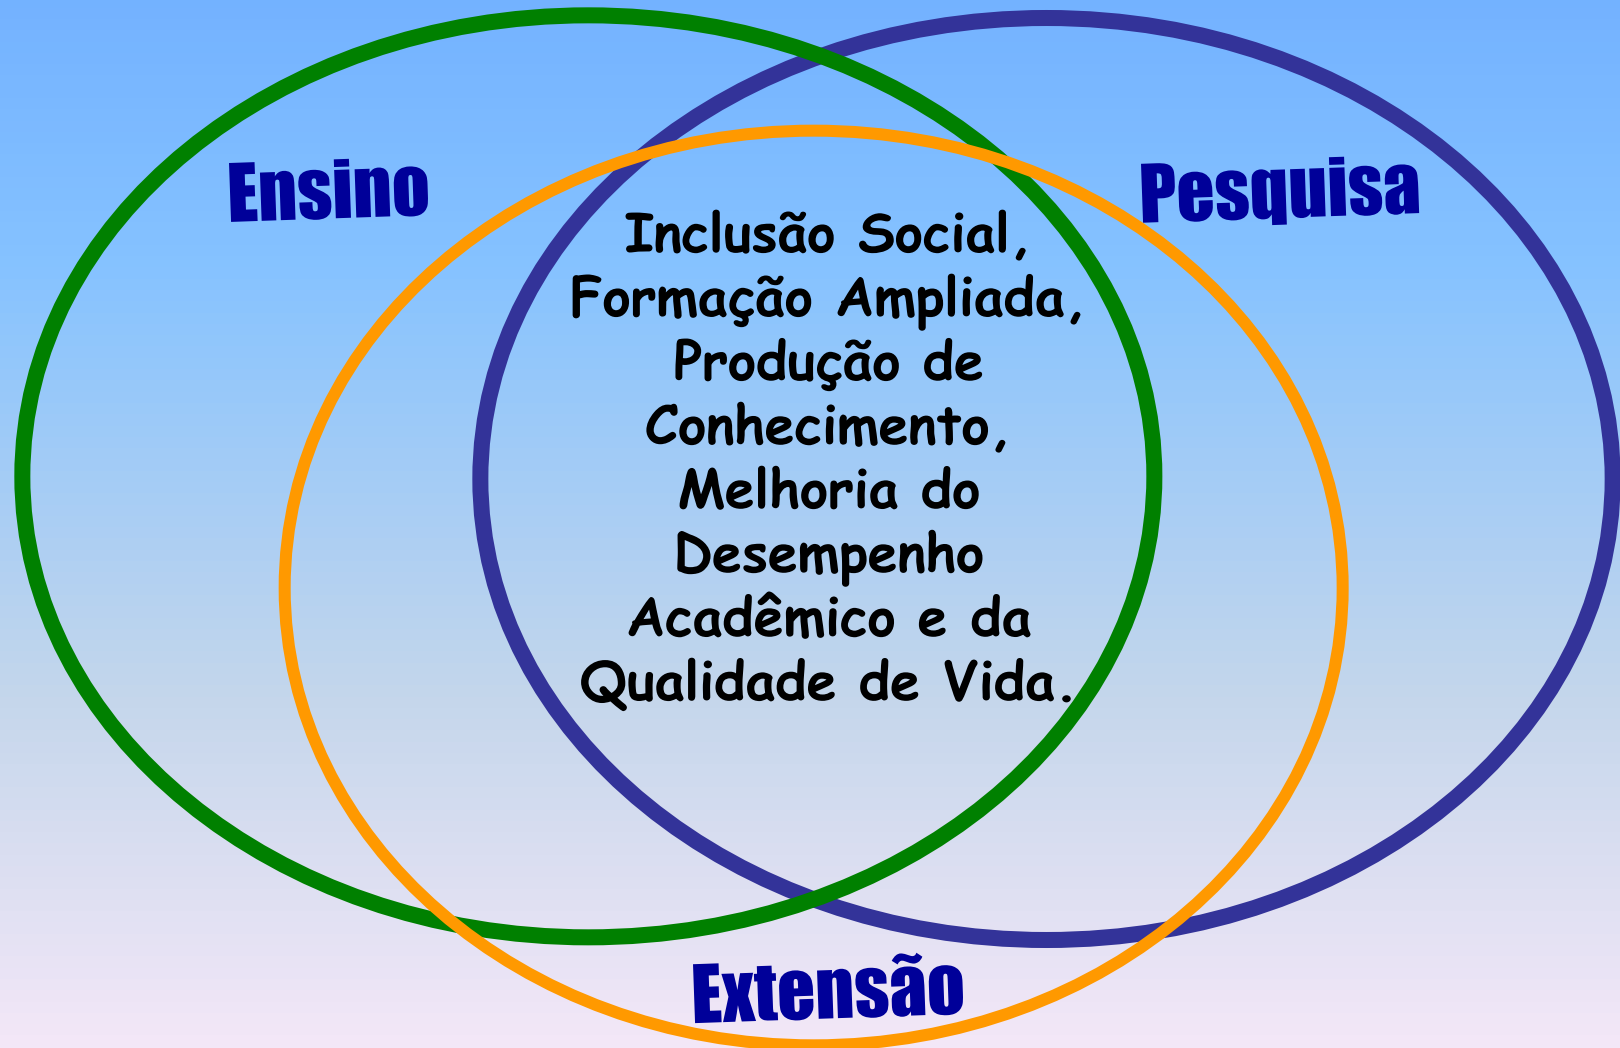 Ensino
Pesquisa
Inclusão Social,
Formação Ampliada,
Produção de
Conhecimento,
Melhoria do
Desempenho
Acadêmico e da
Qualidade de Vida.
Extensão